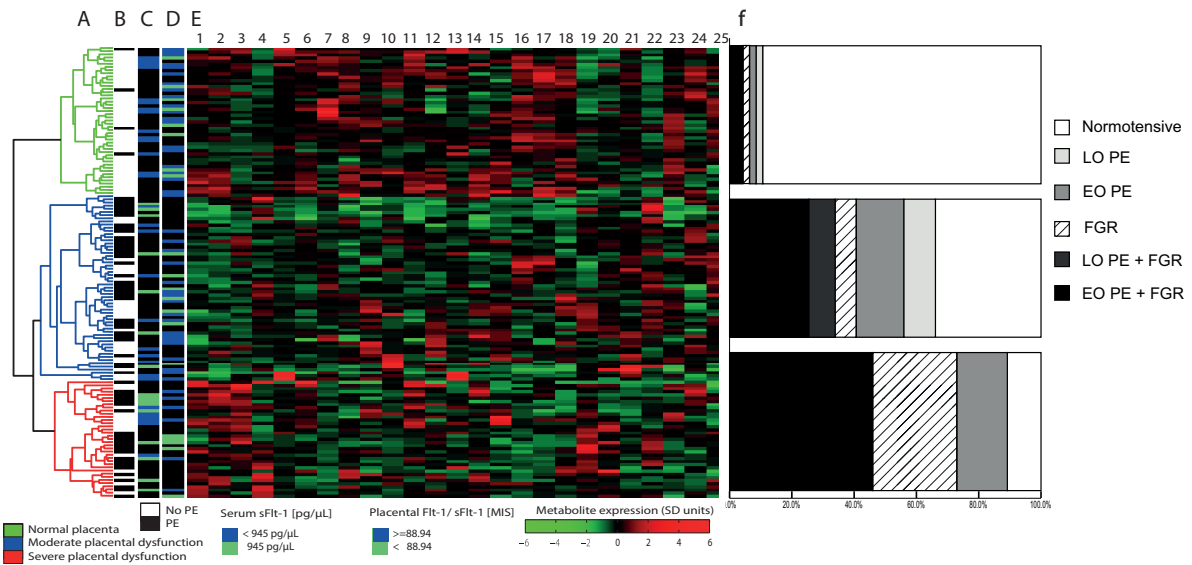 A B C D E f
1 2 3 4 5 6 7 8 9 10 11 12 13 14 15 16 17 18 19 20 21 22 23 24 25
Normotensive
LO PE
EO PE
FGR
LO PE + FGR
EO PE + FGR
0.0% 20.0% 40.0% 60.0% 80.0% 100.0%
No PE
PE
Serum sFlt-1 [pg/µL]
< 945 pg/µL
945 pg/µL
Placental Flt-1/ sFlt-1 [MIS]
>=88.94
< 88.94
Metabolite expression (SD units)
−6 −4 −2 0 2 4 6
Normal placenta
Moderate placental dysfunction
Severe placental dysfunction